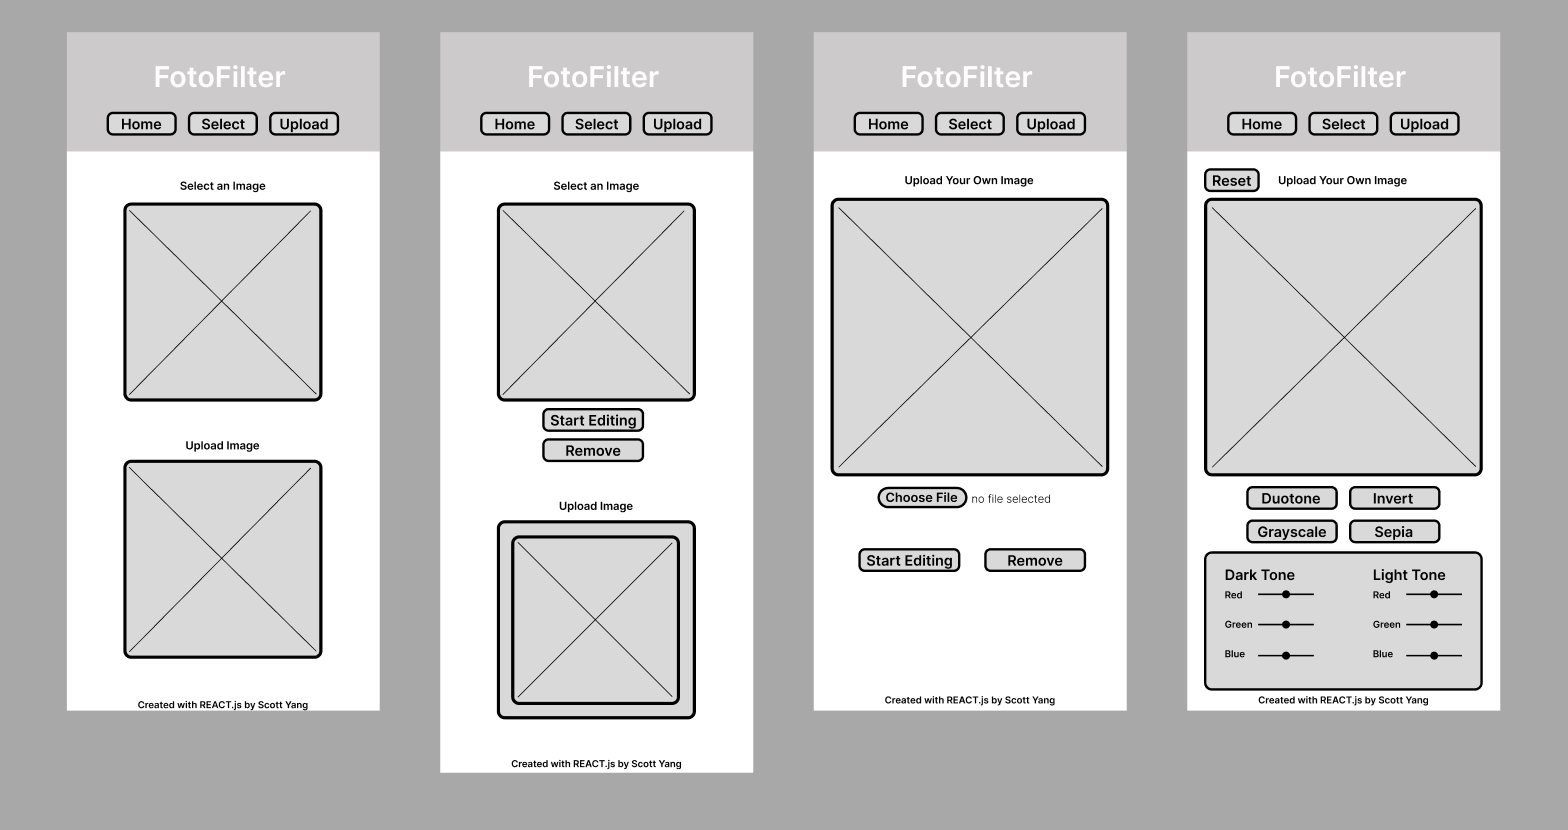 FotoFilter
Home Select Upload
Select an Image
Upload Image
Created with REACT.js by Scott Yang
FotoFilter
Home Select Upload
Select an Image
Start Editing
Remove
Upload Image
Created with REACT.js by Scott Yang
FotoFilter
Home Select Upload
Upload Your Own Image
Choose File no file selected
Start Editing Remove
Created with REACT.js by Scott Yang
FotoFilter
Home Select Upload
Reset Upload Your Own Image
Duotone Invert
Grayscale Sepia
Dark Tone Light Tone
Red Red
Green Green
Blue Blue
Created with REACT.js by Scott Yang